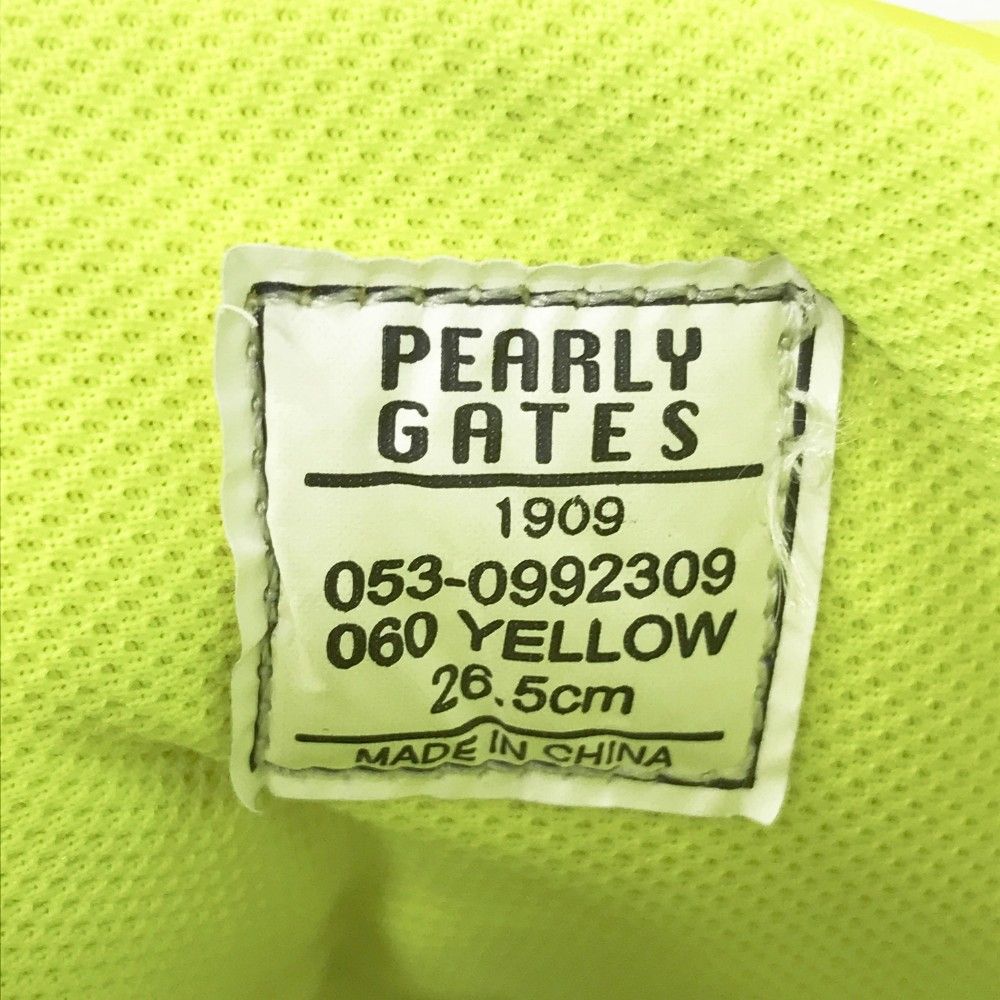 PEARLY
GATES
1909
053-0992309
060 YELLOW
26.5cm
MADE IN CHINA